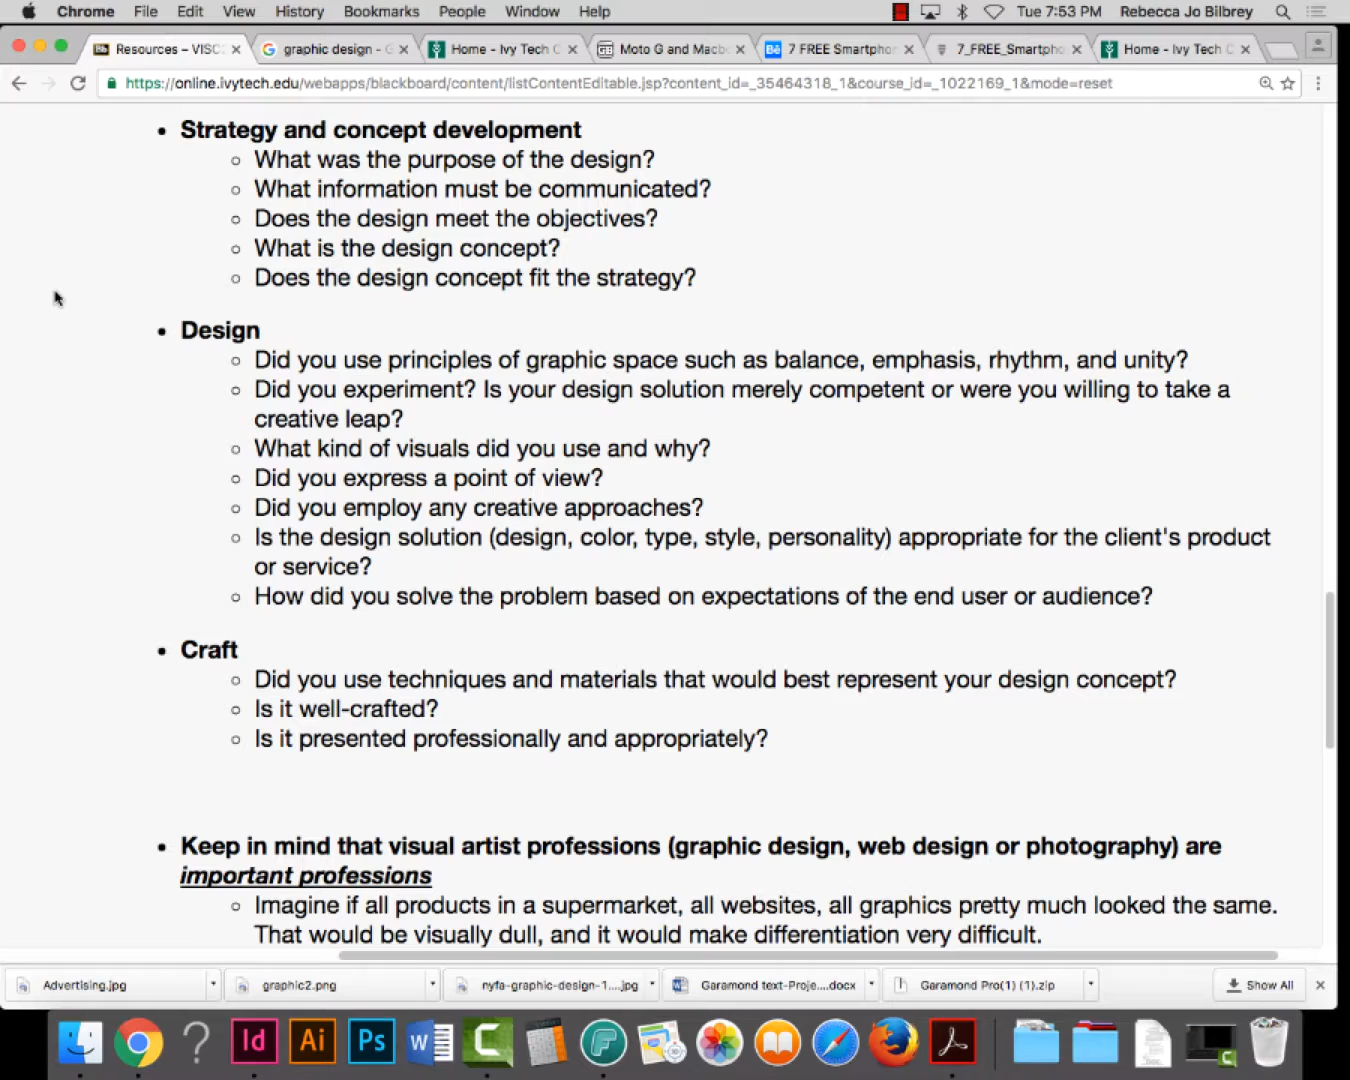 Chrome File Edit View History Bookmarks People Window Help Tue 7:53 PM Rebecca Jo Bilbrey
Bb Resources – VISC graphic design - G Home - Ivy Tech C Moto G and Macb Bē 7 FREE Smartpho 7_FREE_Smartpho Home - Ivy Tech C
https://online.ivytech.edu/webapps/blackboard/content/listContentEditable.jsp?content_id=_35464318_1&course_id=_1022169_1&mode=reset
• Strategy and concept development
○ What was the purpose of the design?
○ What information must be communicated?
○ Does the design meet the objectives?
○ What is the design concept?
○ Does the design concept fit the strategy?
• Design
○ Did you use principles of graphic space such as balance, emphasis, rhythm, and unity?
○ Did you experiment? Is your design solution merely competent or were you willing to take a
creative leap?
○ What kind of visuals did you use and why?
○ Did you express a point of view?
○ Did you employ any creative approaches?
○ Is the design solution (design, color, type, style, personality) appropriate for the client's product
or service?
○ How did you solve the problem based on expectations of the end user or audience?
• Craft
○ Did you use techniques and materials that would best represent your design concept?
○ Is it well-crafted?
○ Is it presented professionally and appropriately?
• Keep in mind that visual artist professions (graphic design, web design or photography) are
important professions
○ Imagine if all products in a supermarket, all websites, all graphics pretty much looked the same.
That would be visually dull, and it would make differentiation very difficult.
Advertising.jpg graphic2.png nyfa-graphic-design-1....jpg Garamond text-Proje....docx Garamond Pro(1) (1).zip Show All
? Id Ai Ps W C